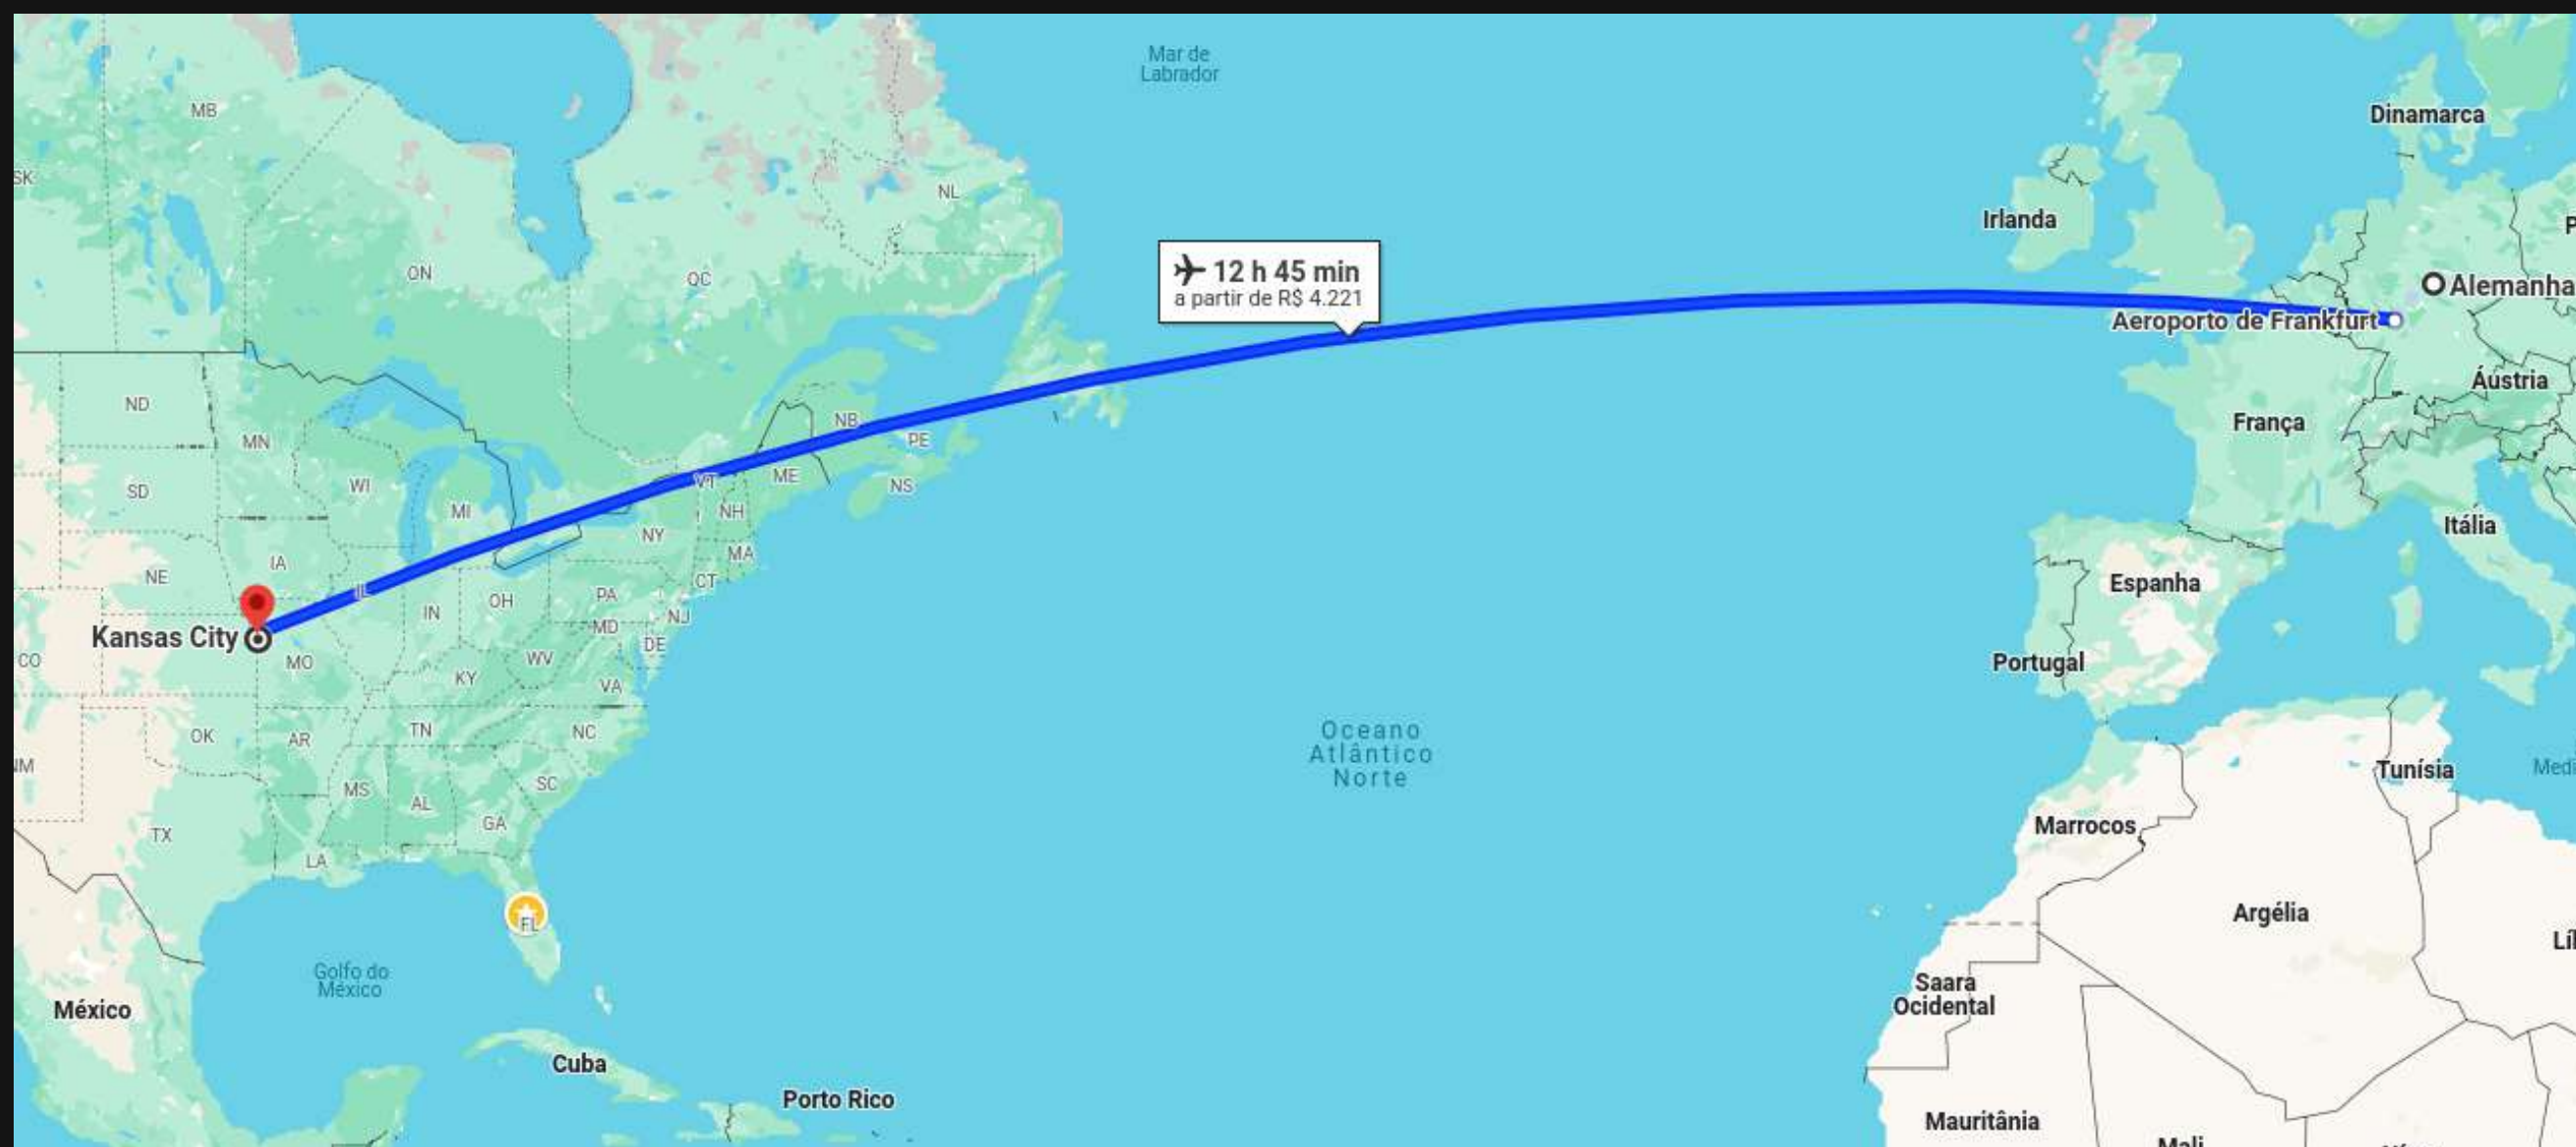 Mar de
Labrador
MB
Dinamarca
SK
NL
Irlanda
ON
QC
12 h 45 min
a partir de R$ 4.221
Alemanha
Aeroporto de Frankfurt
Áustria
ND
NB
França
MN
PE
VT
ME
SD
WI
NS
MI
NH
Itália
NY
MA
IA
NE
CT
Espanha
IL
PA
OH
IN
NJ
MD
Kansas City
DE
CO
MO
WV
Portugal
KY
VA
OK
AR
TN
NC
Oceano
Atlântico
Norte
Tunísia
MS
SC
AL
GA
TX
Marrocos
LA
FL
Argélia
Golfo do
México
Saara
Ocidental
México
Cuba
Porto Rico
Mauritânia